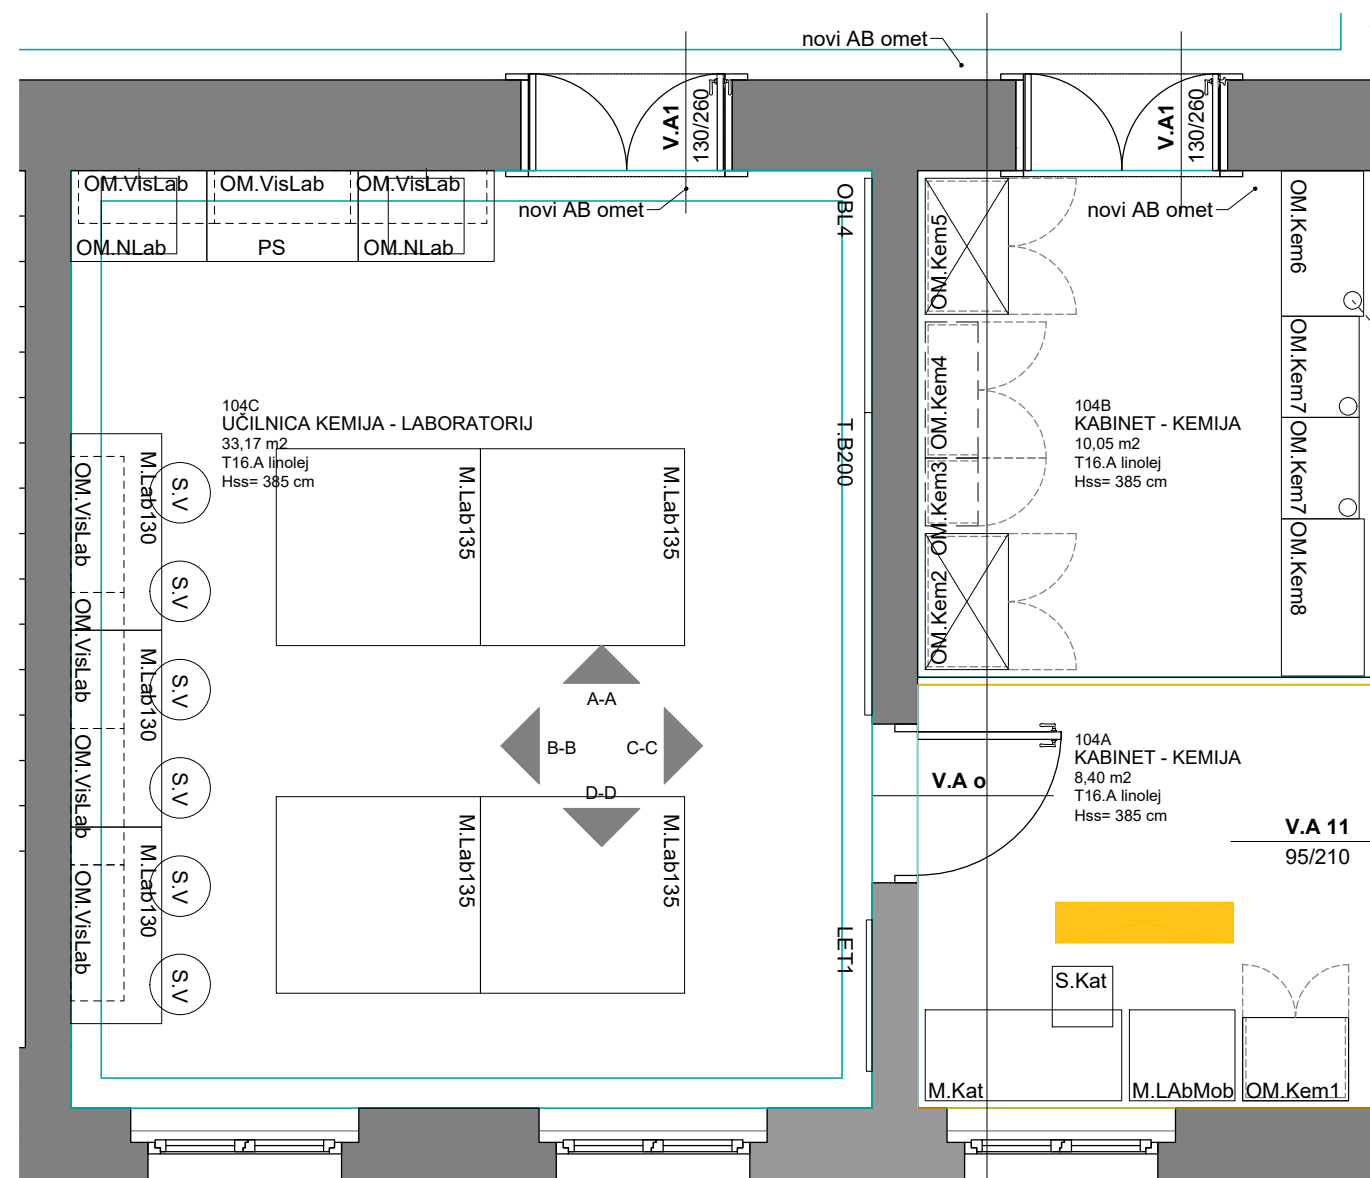 novi AB omet
V.A1
130/260
V.A1
130/260
OM.VisLab
OM.VisLab
OM.VisLab
OM.NLab
PS
OM.NLab
novi AB omet
OBL4
novi AB omet
OM.Kem5
OM.Kem6
OM.Kem4
OM.Kem7
104C
UČILNICA KEMIJA - LABORATORIJ
33,17 m2
T16.A linolej
Hss= 385 cm
T.B200
104B
KABINET - KEMIJA
10,05 m2
T16.A linolej
Hss= 385 cm
OM.Kem3
OM.Kem7
OM.Kem2
OM.Kem8
OM.VisLab
M.Lab130
S.V
M.Lab135
M.Lab135
S.V
OM.VisLab
M.Lab130
S.V
A-A
B-B
C-C
D-D
OM.VisLab
S.V
104A
KABINET - KEMIJA
8,40 m2
T16.A linolej
Hss= 385 cm
V.A o
V.A 11
95/210
OM.VisLab
M.Lab130
S.V
M.Lab135
M.Lab135
S.V
LET1
S.Kat
M.Kat
M.LAbMob
OM.Kem1